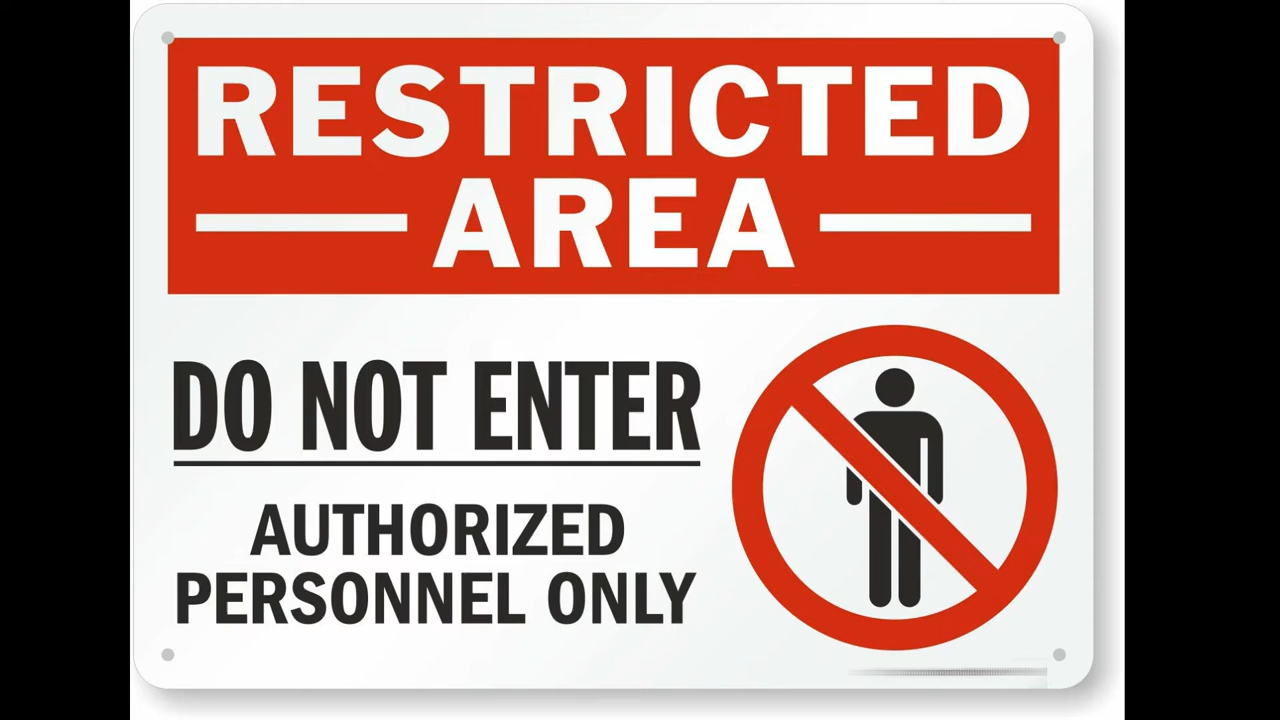 RESTRICTED
AREA
DO NOT ENTER
AUTHORIZED
PERSONNEL ONLY